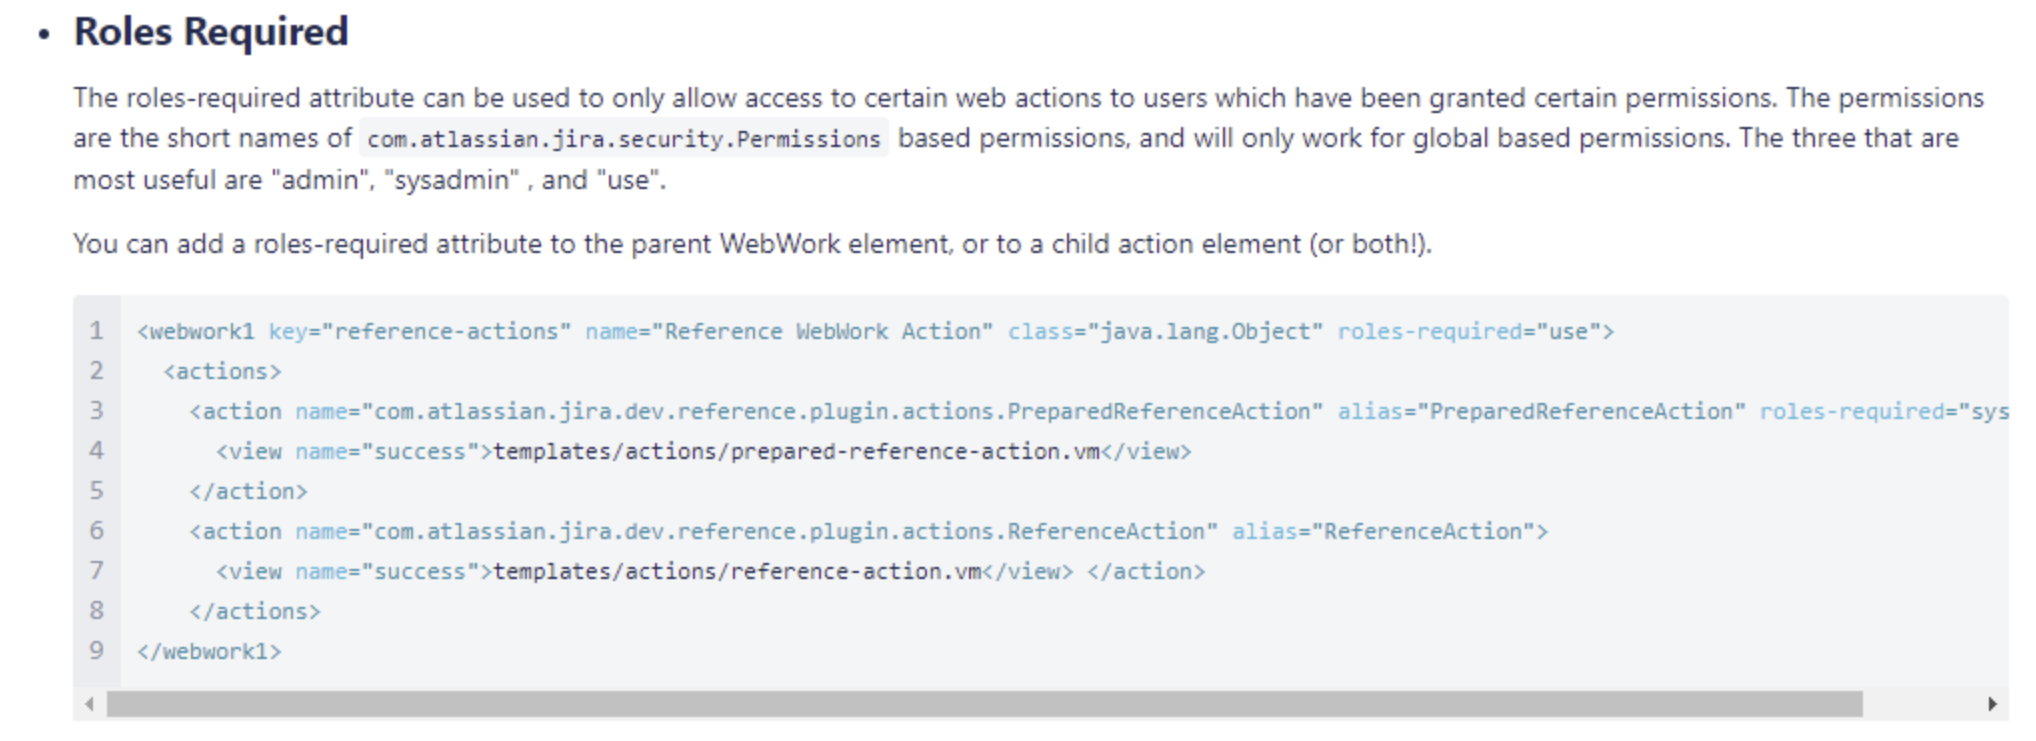 • Roles Required
The roles-required attribute can be used to only allow access to certain web actions to users which have been granted certain permissions. The permissions
are the short names of com.atlassian.jira.security.Permissions based permissions, and will only work for global based permissions. The three that are
most useful are "admin", "sysadmin" , and "use".
You can add a roles-required attribute to the parent WebWork element, or to a child action element (or both!).
1 <webwork1 key="reference-actions" name="Reference WebWork Action" class="java.lang.Object" roles-required="use">
2   <actions>
3     <action name="com.atlassian.jira.dev.reference.plugin.actions.PreparedReferenceAction" alias="PreparedReferenceAction" roles-required="sys
4       <view name="success">templates/actions/prepared-reference-action.vm</view>
5     </action>
6     <action name="com.atlassian.jira.dev.reference.plugin.actions.ReferenceAction" alias="ReferenceAction">
7       <view name="success">templates/actions/reference-action.vm</view> </action>
8     </actions>
9 </webwork1>